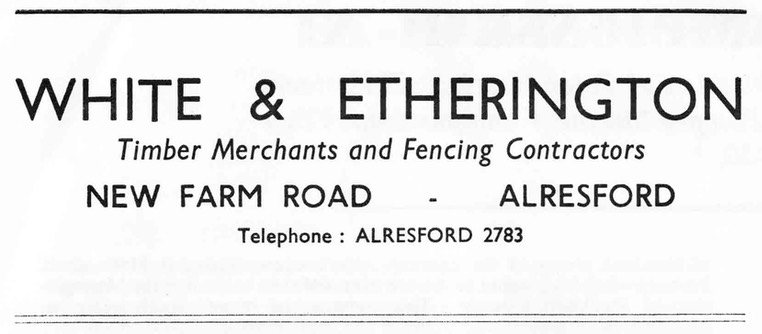 WHITE & ETHERINGTON
Timber Merchants and Fencing Contractors
NEW FARM ROAD - ALRESFORD
Telephone : ALRESFORD 2783